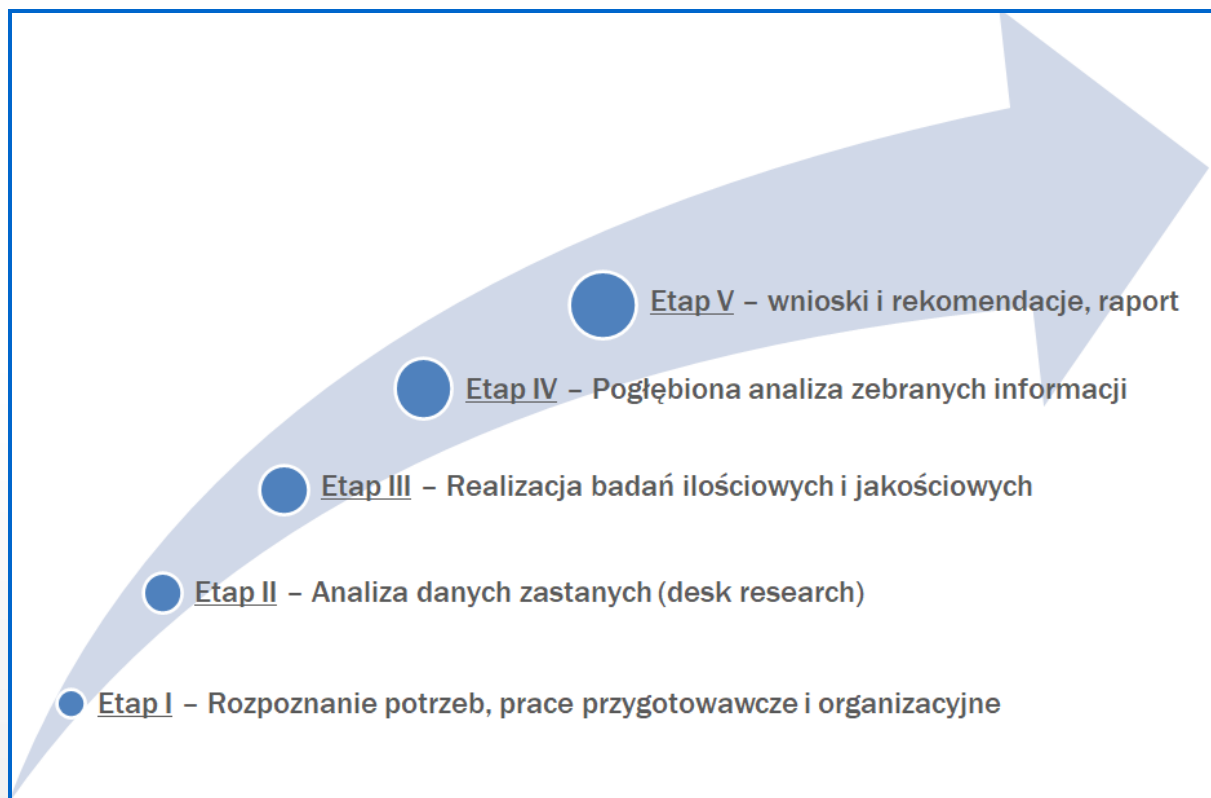 Etap V – wnioski i rekomendacje, raport
Etap IV – Pogłębiona analiza zebranych informacji
Etap III – Realizacja badań ilościowych i jakościowych
Etap II – Analiza danych zastanych (desk research)
Etap I – Rozpoznanie potrzeb, prace przygotowawcze i organizacyjne